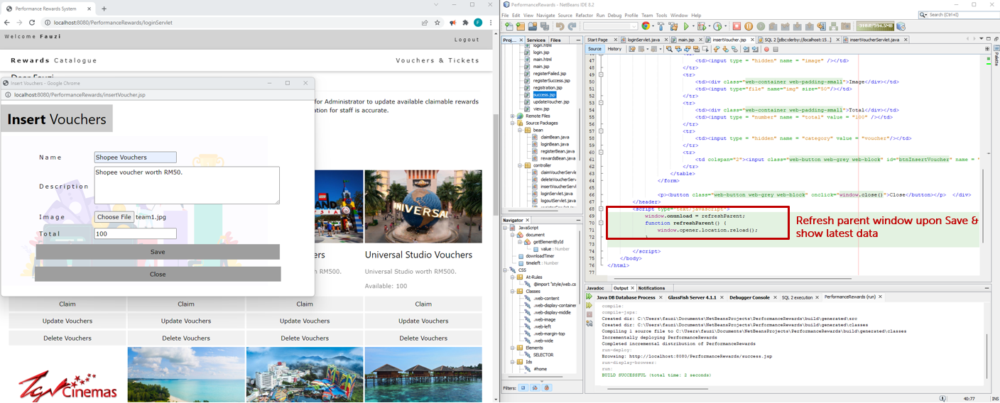 Performance Rewards System
localhost:8080/PerformanceRewards/loginServlet
F
Welcome Fauzi
Logout
Rewards Catalogue
Vouchers & Tickets
for Administrator to update available claimable rewards
ation for staff is accurate.
Insert Vouchers - Google Chrome
localhost:8080/PerformanceRewards/insertVoucher.jsp
Insert Vouchers
Name
Shopee Vouchers
Description
Shopee voucher worth RM50.
Image
Choose File team1.jpg
Total
100
Save
Close
UNIVERSAL
Universal Studio Vouchers
RM500.
Universal Studio worth RM500.
Available: 100
Claim Claim Claim Claim
Update Vouchers Update Vouchers Update Vouchers Update Vouchers
Delete Vouchers Delete Vouchers Delete Vouchers Delete Vouchers
TGV Cinemas
PerformanceRewards - NetBeans IDE 8.2
File Edit View Navigate Source Refactor Run Debug Profile Team Tools Window Help
Search (Ctrl+I)
310.0/594.5MB
Proj... Services Files
login.html
login.jsp
main.html
main.jsp
registerFailed.jsp
registerSuccess.jsp
registration.jsp
success.jsp
updateVoucher.jsp
view.jsp
Remote Files
Source Packages
bean
claimBean.java
loginBean.java
registerBean.java
rewardsBean.java
controller
claimVoucherServle
deleteVoucherServ
insertVoucherServl
loginServlet.java
logoutServlet.java
Navigator
JavaScript
document
getElementById
value : Number
downloadTimer
timeleft : Number
CSS
At-Rules
@import "style/web.cs
Classes
.web-content
.web-display-container
.web-display-middle
.web-image
.web-left
.web-margin-top
.web-wide
Elements
SELECTOR
Ids
#home
Filters:
Start Page loginServlet.java main.jsp insertVoucher.jsp SQL 2 [jdbc:derby://localhost:15...] insertVoucherServlet.java
Source History
Palette
47 <td><input type = "hidden" name = "image" /></td>
48 </tr>
49 <tr>
50 <td><div class="web-container web-padding-small">Image</div></td>
51 <td><input type="file" name="img" size="50"/></td>
52 </tr>
53 <tr>
54 <td><div class="web-container web-padding-small">Total</div></td>
55 <td><input type = "number" name = "total" value = "100" /></td>
56 </tr>
57 <tr>
58 <td><input type = "hidden" name = "category" value = "voucher"/></td>
59 </tr>
60 <tr>
61 <td colspan="2"><input class="web-button web-grey web-block" id="btnInsertVoucher" name = "
62 </tr>
63 </table>
64 </form>
65
66 <p><button class="web-button web-grey web-block" onclick="window.close()">Close</button></p> </div>
67 </header>
68 <script type="text/javascript">
69 window.onunload = refreshParent;
70 function refreshParent() {
71 window.opener.location.reload();
72 }
73
74 </script>
75 </body>
76 </html>
77
Refresh parent window upon Save &
show latest data
Javadoc Output Notifications
Java DB Database Process GlassFish Server 4.1.1 Debugger Console SQL 2 execution PerformanceRewards (run)
compile:
compile-jsps:
Created dir: C:\Users\fauzi\Documents\NetBeansProjects\PerformanceRewards\build\generated\src
Created dir: C:\Users\fauzi\Documents\NetBeansProjects\PerformanceRewards\build\generated\classes
Compiling 1 source file to C:\Users\fauzi\Documents\NetBeansProjects\PerformanceRewards\build\generated\classes
Incrementally deploying PerformanceRewards
Completed incremental distribution of PerformanceRewards
run-deploy:
Browsing: http://localhost:8080/PerformanceRewards/success.jsp
run-display-browser:
run:
BUILD SUCCESSFUL (total time: 2 seconds)
40:77 INS